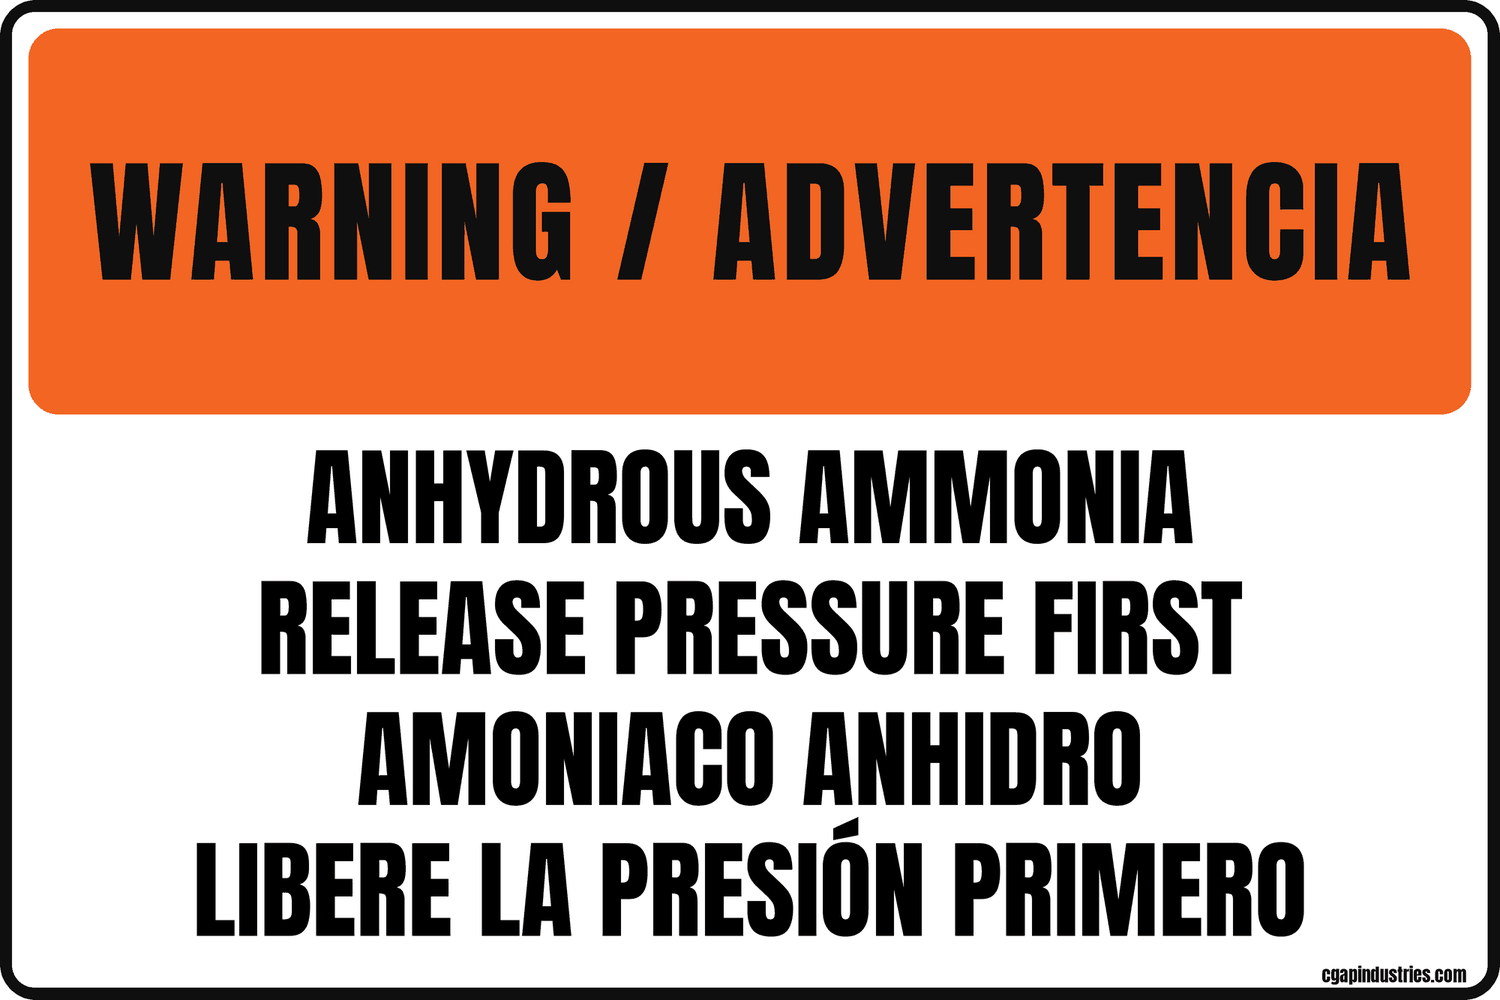 WARNING / ADVERTENCIA
ANHYDROUS AMMONIA
RELEASE PRESSURE FIRST
AMONIACO ANHIDRO
LIBERE LA PRESIÓN PRIMERO
cgapindustries.com